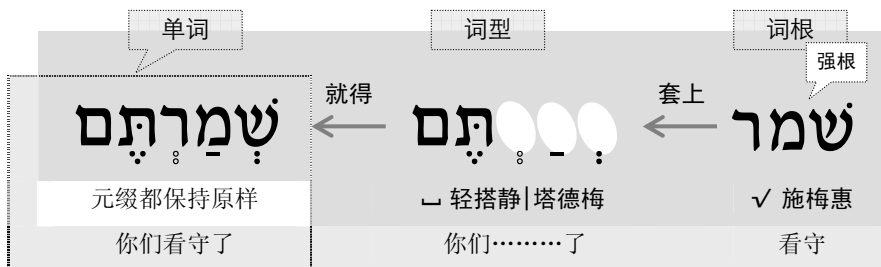 单词
词型
词根
强根
就得
套上
שְׁמַרְתֶּם
ְ ַ ְתֶּם
שׁמר
元缀都保持原样
⎵ 轻搭静|塔德梅
√ 施梅惠
你们看守了
你们………了
看守